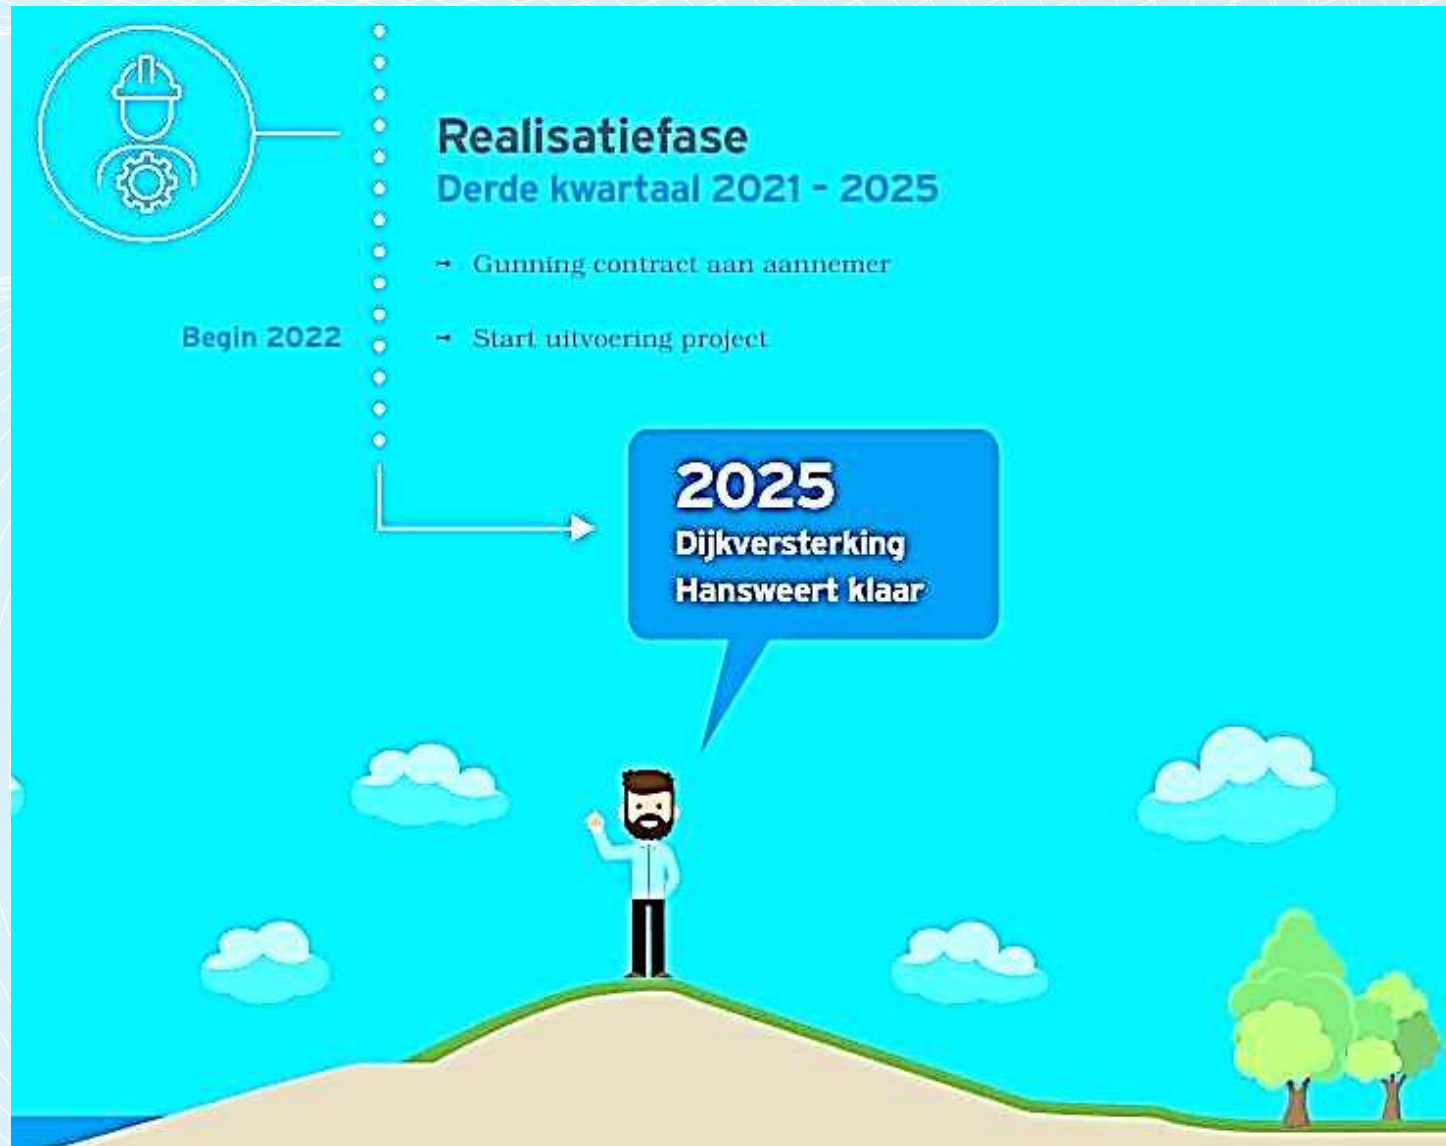 Realisatiefase
Derde kwartaal 2021 - 2025
→ Gunning contract aan aannemer
Begin 2022
→ Start uitvoering project
2025
Dijkversterking
Hansweert klaar